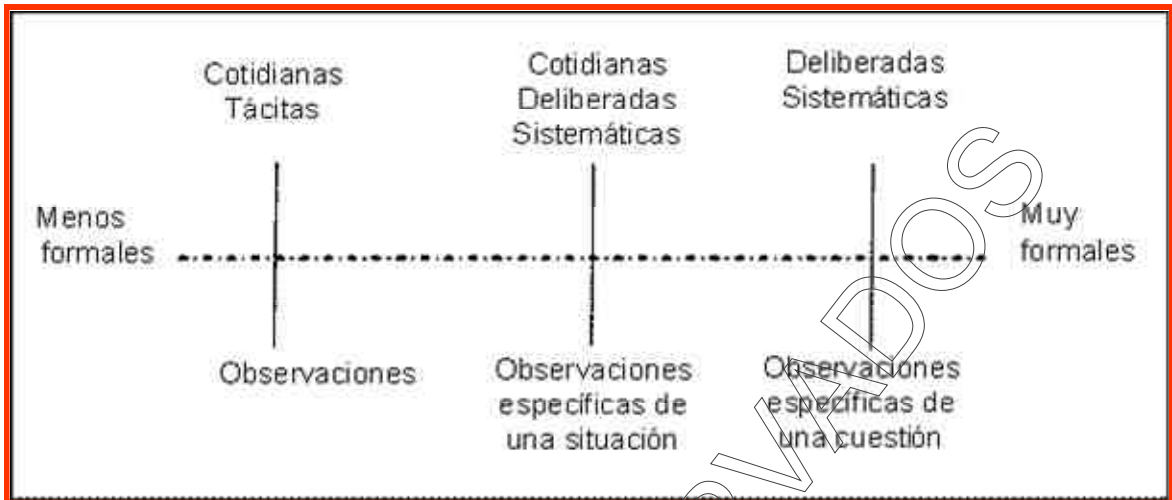 Cotidianas
Tácitas
Cotidianas
Deliberadas
Sistemáticas
Deliberadas
Sistemáticas
Menos
formales
Muy
formales
Observaciones
Observaciones
específicas de
una situación
Observaciones
específicas de
una cuestión
VADOS